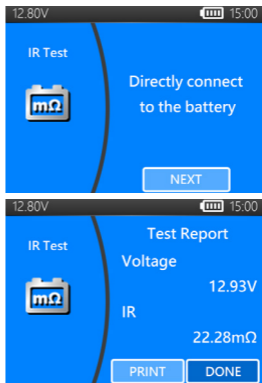 12.80V 15:00
IR Test
mΩ
Directly connect
to the battery
NEXT
12.80V 15:00
IR Test
mΩ
Test Report
Voltage
12.93V
IR
22.28mΩ
PRINT DONE